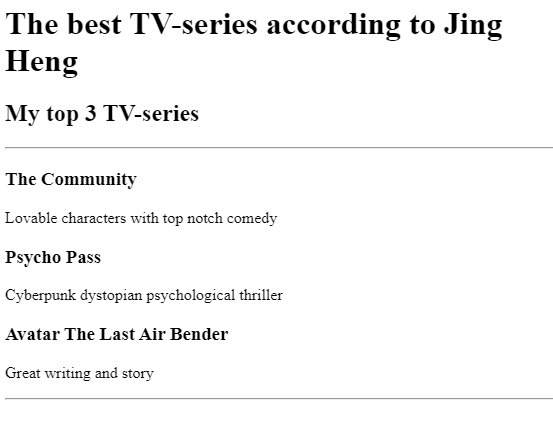 The best TV-series according to Jing
Heng
My top 3 TV-series
The Community
Lovable characters with top notch comedy
Psycho Pass
Cyberpunk dystopian psychological thriller
Avatar The Last Air Bender
Great writing and story